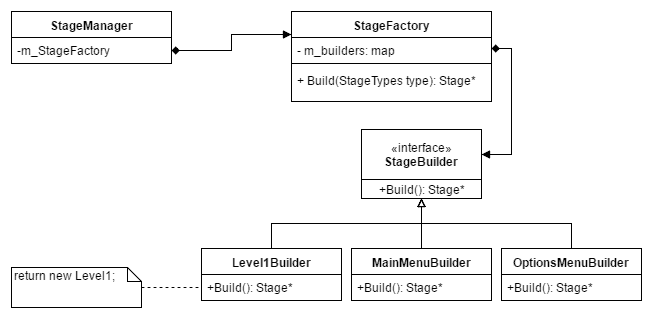 StageManager
-m_StageFactory
StageFactory
- m_builders: map
+ Build(StageTypes type): Stage*
«interface»
StageBuilder
+Build(): Stage*
Level1Builder
+Build(): Stage*
MainMenuBuilder
+Build(): Stage*
OptionsMenuBuilder
+Build(): Stage*
return new Level1;